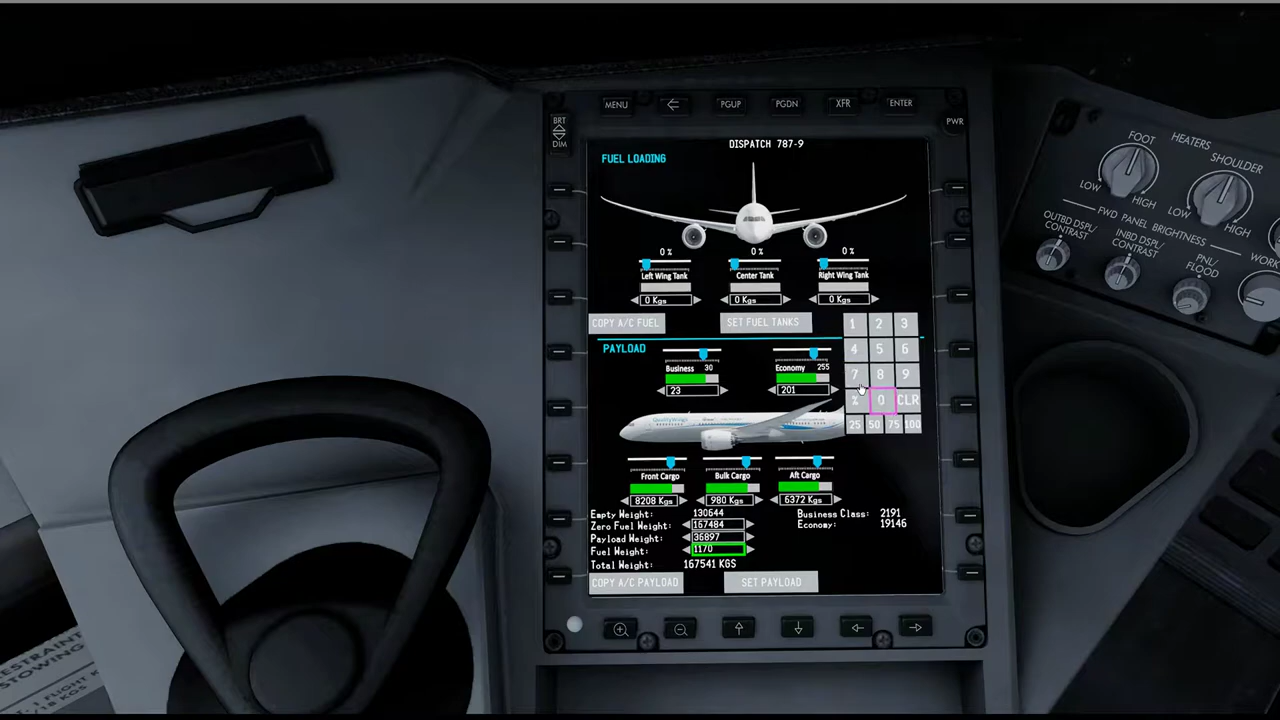 MENU
PGUP
PGDN
XFR
ENTER
BRT
DIM
PWR
DISPATCH 787-9
FUEL LOADING
0 %
0 %
0 %
Left Wing Tank
Center Tank
Right Wing Tank
0 Kgs
0 Kgs
0 Kgs
COPY A/C FUEL
SET FUEL TANKS
1 2 3
4 5 6
7 8 9
% 0 CLR
25 50 75 100
PAYLOAD
Business 30
Economy 255
23
201
Front Cargo
Bulk Cargo
Aft Cargo
8208 Kgs
980 Kgs
6372 Kgs
Empty Weight: 130644
Zero Fuel Weight: 167484
Payload Weight: 36897
Fuel Weight: 1170
Total Weight: 167541 KGS
Business Class: 2191
Economy: 19146
COPY A/C PAYLOAD
SET PAYLOAD
FOOT
HEATERS
SHOULDER
LOW
HIGH
LOW
HIGH
FWD PANEL BRIGHTNESS
OUTBD DSPL/
CONTRAST
INBD DSPL/
CONTRAST
PNL/
FLOOD
WORK
STOWING
1 FLIGHT K